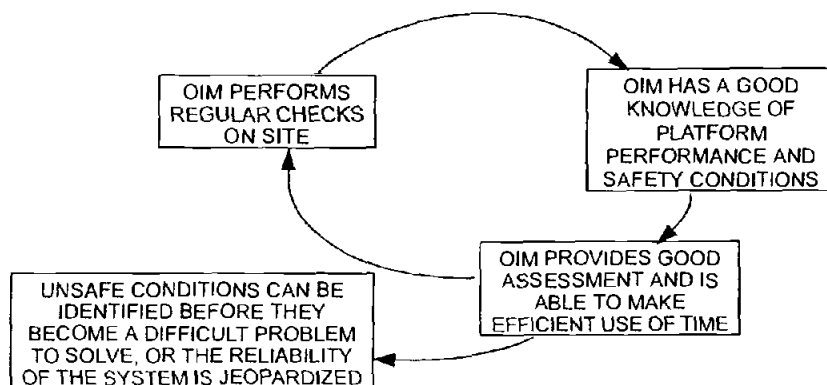 OIM PERFORMS
REGULAR CHECKS
ON SITE
OIM HAS A GOOD
KNOWLEDGE OF
PLATFORM
PERFORMANCE AND
SAFETY CONDITIONS
OIM PROVIDES GOOD
ASSESSMENT AND IS
ABLE TO MAKE
EFFICIENT USE OF TIME
UNSAFE CONDITIONS CAN BE
IDENTIFIED BEFORE THEY
BECOME A DIFFICULT PROBLEM
TO SOLVE, OR THE RELIABILITY
OF THE SYSTEM IS JEOPARDIZED